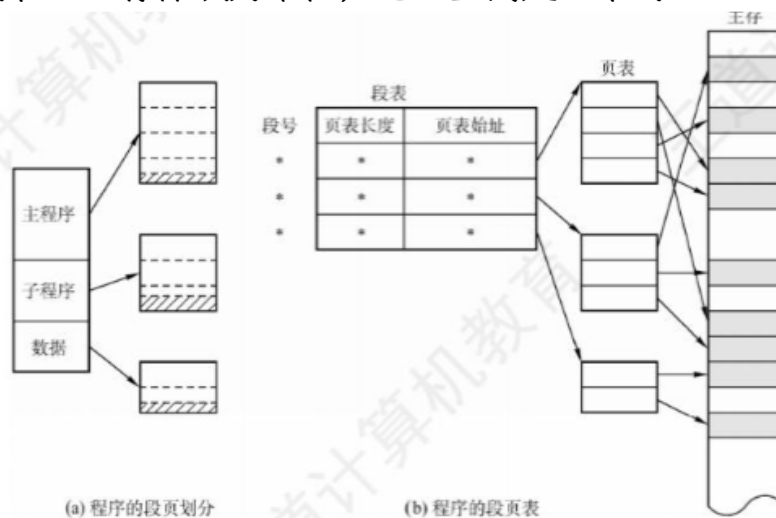 主存
页表
段表
段号 页表长度 页表始址
* * *
* * *
* * *
主程序
子程序
数据
(a) 程序的段页划分
(b) 程序的段页表